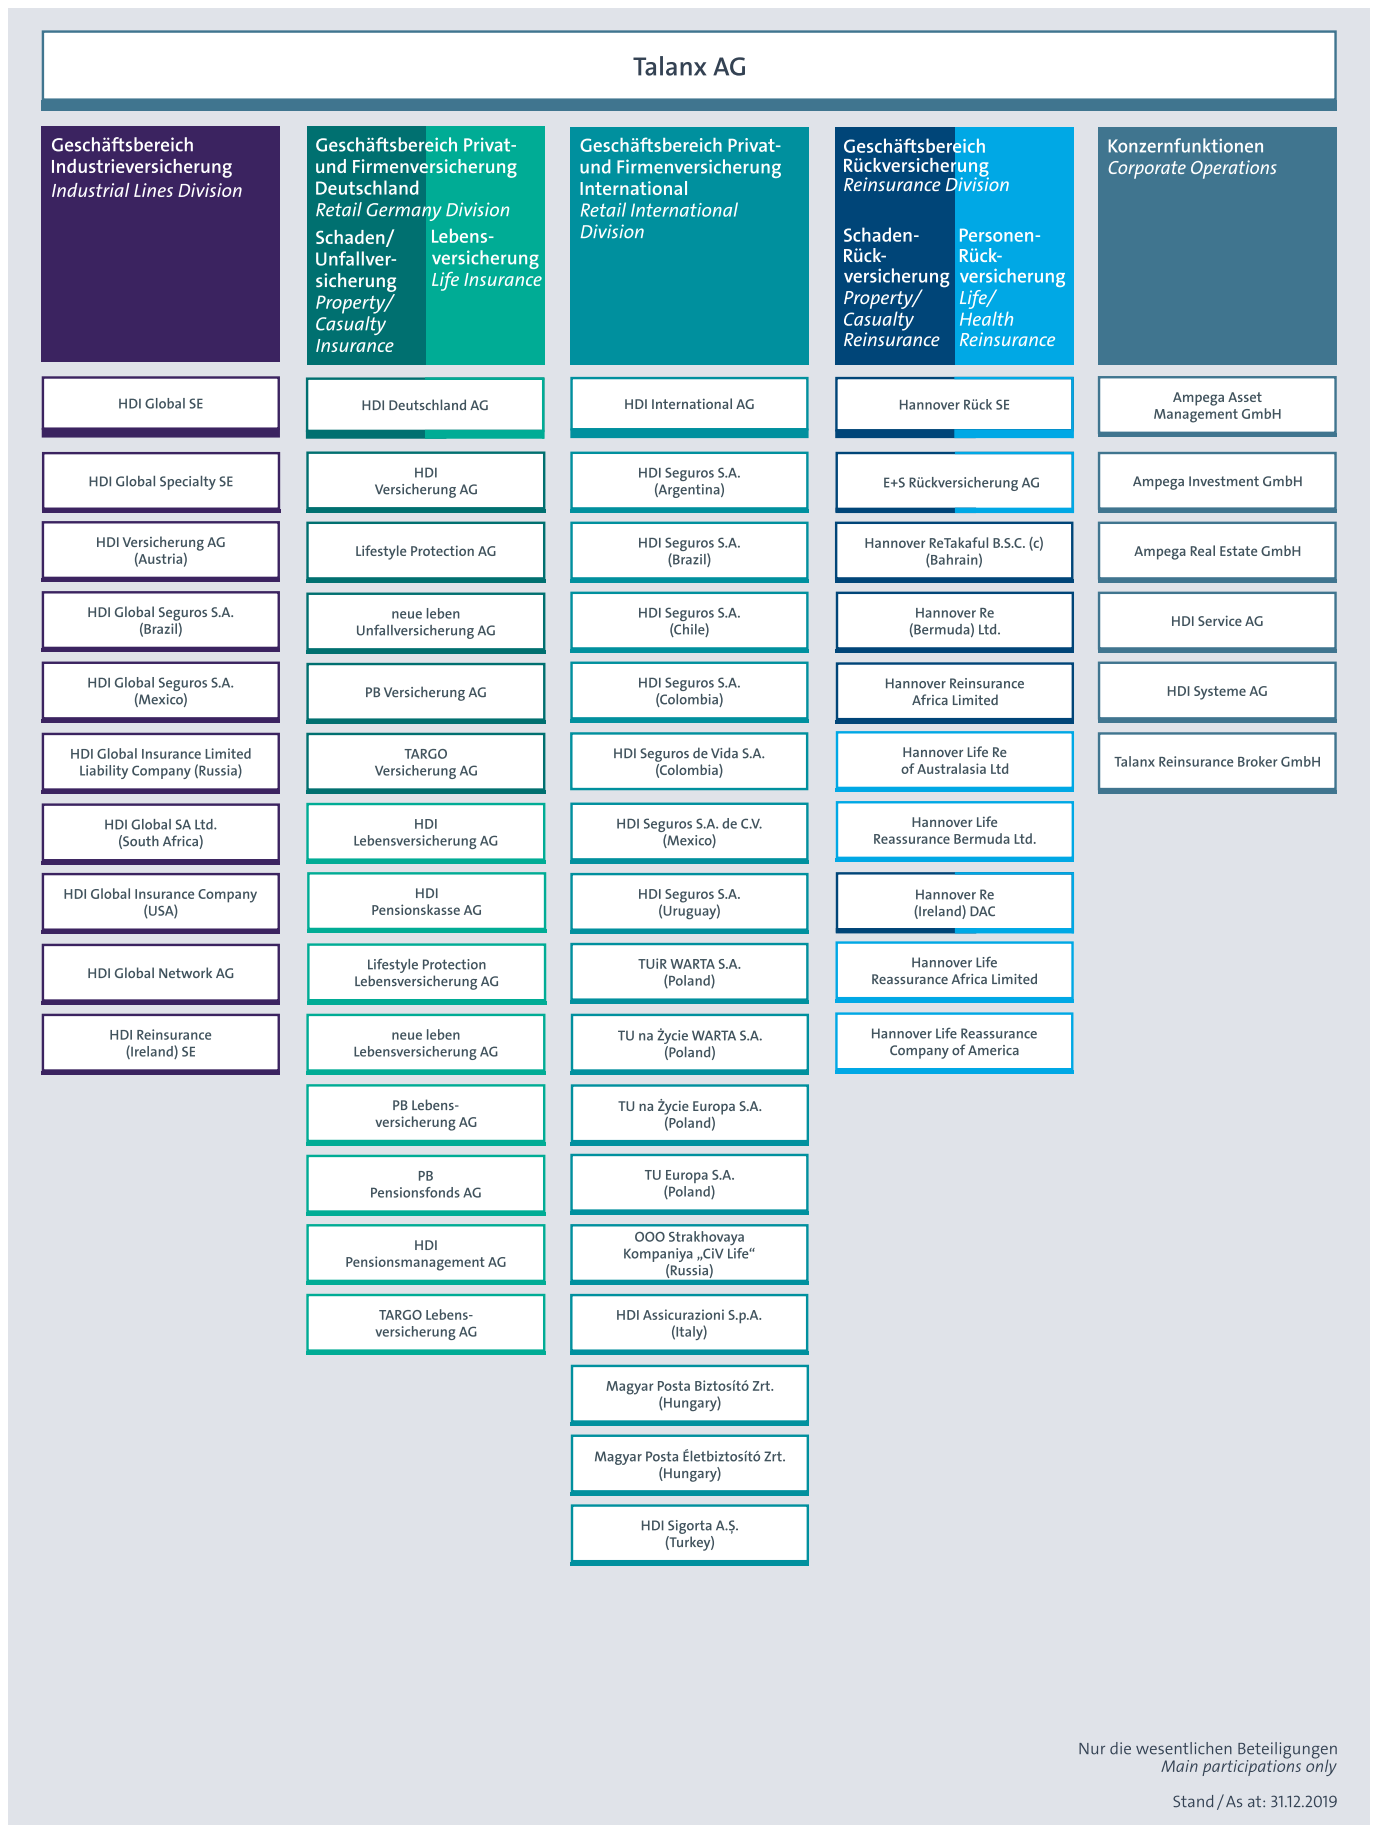 Talanx AG
Geschäftsbereich
Industrieversicherung
Industrial Lines Division
HDI Global SE
HDI Global Specialty SE
HDI Versicherung AG
(Austria)
HDI Global Seguros S.A.
(Brazil)
HDI Global Seguros S.A.
(Mexico)
HDI Global Insurance Limited
Liability Company (Russia)
HDI Global SA Ltd.
(South Africa)
HDI Global Insurance Company
(USA)
HDI Global Network AG
HDI Reinsurance
(Ireland) SE
Geschäftsbereich Privat-
und Firmenversicherung
Deutschland
Retail Germany Division
Schaden/
Unfallver-
sicherung
Property/
Casualty
Insurance
Lebens-
versicherung
Life Insurance
HDI Deutschland AG
HDI
Versicherung AG
Lifestyle Protection AG
neue leben
Unfallversicherung AG
PB Versicherung AG
TARGO
Versicherung AG
HDI
Lebensversicherung AG
HDI
Pensionskasse AG
Lifestyle Protection
Lebensversicherung AG
neue leben
Lebensversicherung AG
PB Lebens-
versicherung AG
PB
Pensionsfonds AG
HDI
Pensionsmanagement AG
TARGO Lebens-
versicherung AG
Geschäftsbereich Privat-
und Firmenversicherung
International
Retail International
Division
HDI International AG
HDI Seguros S.A.
(Argentina)
HDI Seguros S.A.
(Brazil)
HDI Seguros S.A.
(Chile)
HDI Seguros S.A.
(Colombia)
HDI Seguros de Vida S.A.
(Colombia)
HDI Seguros S.A. de C.V.
(Mexico)
HDI Seguros S.A.
(Uruguay)
TUiR WARTA S.A.
(Poland)
TU na Życie WARTA S.A.
(Poland)
TU na Życie Europa S.A.
(Poland)
TU Europa S.A.
(Poland)
OOO Strakhovaya
Kompaniya „CiV Life“
(Russia)
HDI Assicurazioni S.p.A.
(Italy)
Magyar Posta Biztosító Zrt.
(Hungary)
Magyar Posta Életbiztosító Zrt.
(Hungary)
HDI Sigorta A.Ş.
(Turkey)
Geschäftsbereich
Rückversicherung
Reinsurance Division
Schaden-
Rück-
versicherung
Property/
Casualty
Reinsurance
Personen-
Rück-
versicherung
Life/
Health
Reinsurance
Hannover Rück SE
E+S Rückversicherung AG
Hannover ReTakaful B.S.C. (c)
(Bahrain)
Hannover Re
(Bermuda) Ltd.
Hannover Reinsurance
Africa Limited
Hannover Life Re
of Australasia Ltd
Hannover Life
Reassurance Bermuda Ltd.
Hannover Re
(Ireland) DAC
Hannover Life
Reassurance Africa Limited
Hannover Life Reassurance
Company of America
Konzernfunktionen
Corporate Operations
Ampega Asset
Management GmbH
Ampega Investment GmbH
Ampega Real Estate GmbH
HDI Service AG
HDI Systeme AG
Talanx Reinsurance Broker GmbH
Nur die wesentlichen Beteiligungen
Main participations only
Stand / As at: 31.12.2019